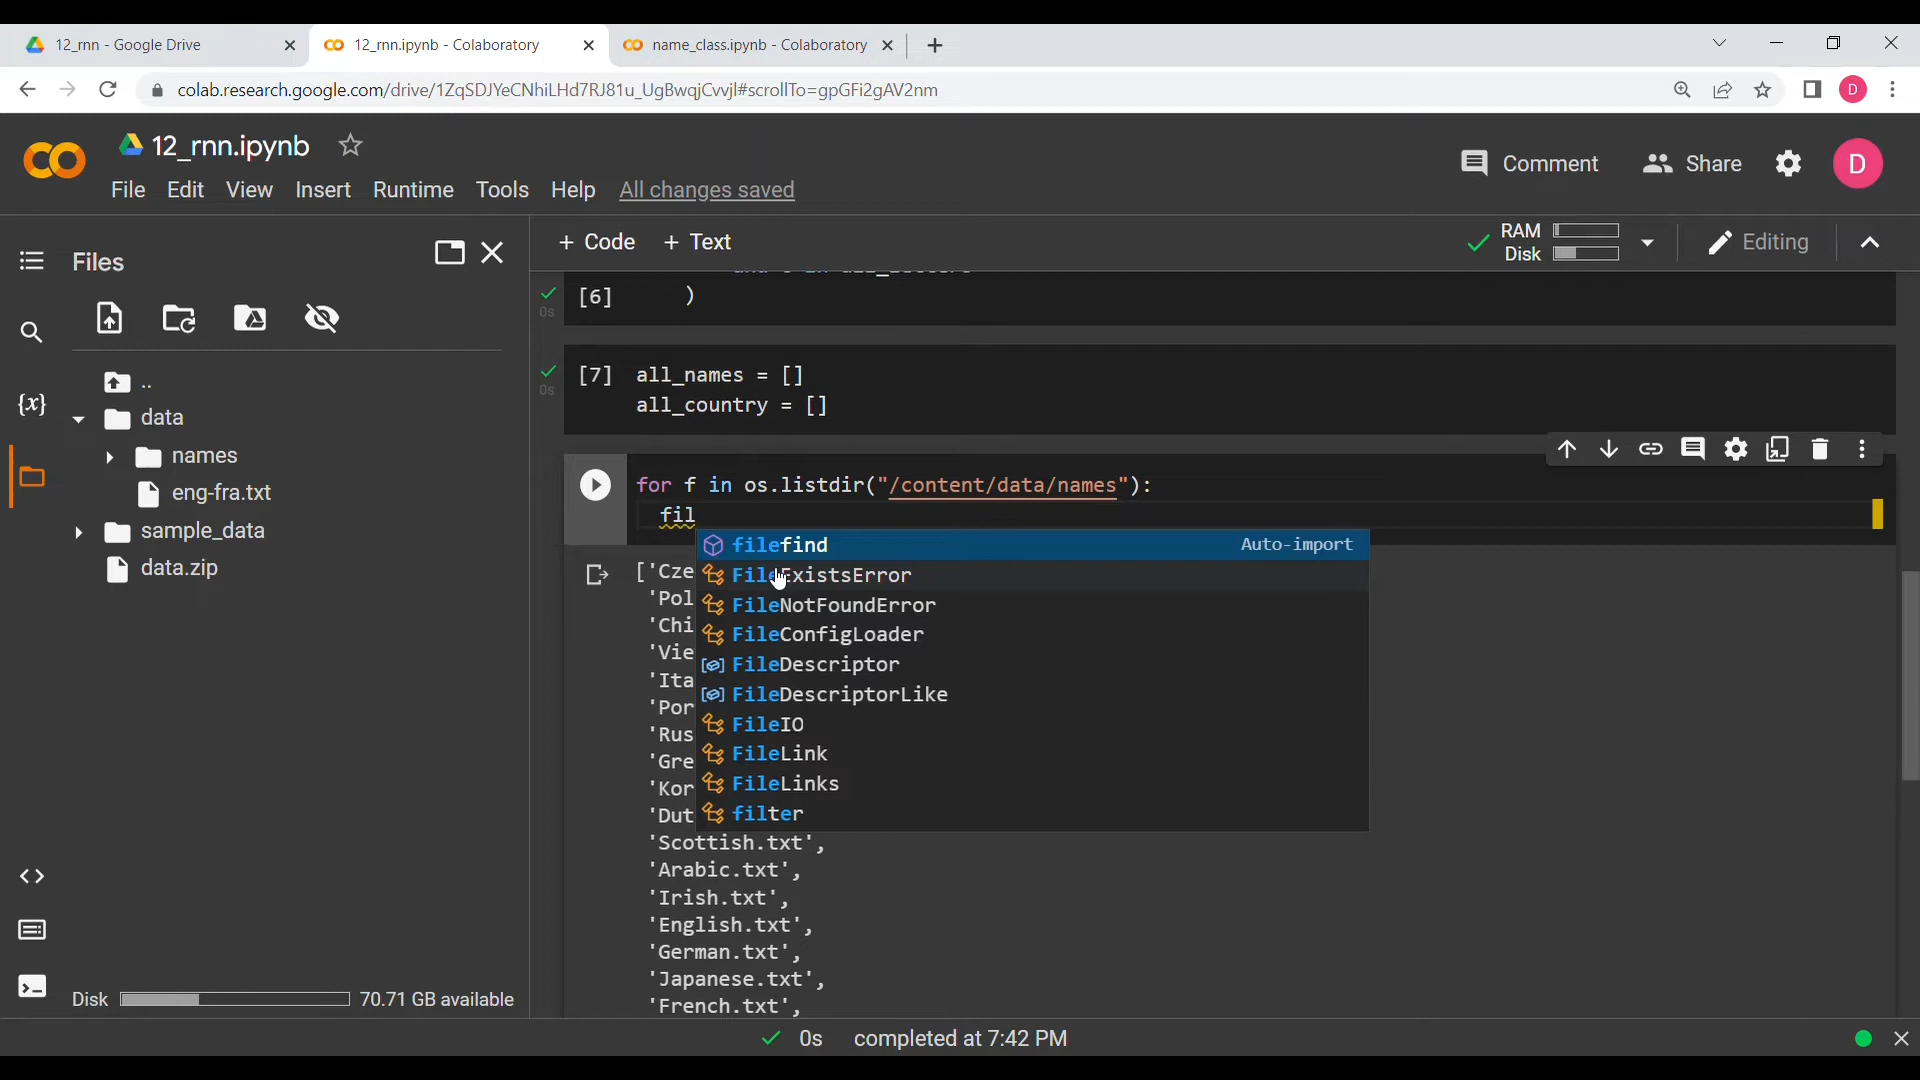 12_rnn - Google Drive
12_rnn.ipynb - Colaboratory
name_class.ipynb - Colaboratory
colab.research.google.com/drive/1ZqSDJYeCNhiLHd7RJ81u_UgBwqjCvvjl#scrollTo=gpGFi2gAV2nm
D
12_rnn.ipynb
Comment
Share
D
File Edit View Insert Runtime Tools Help All changes saved
Files
+ Code + Text
RAM
Disk
Editing
[6] )
0s
..
[7] all_names = []
0s
all_country = []
{x}
data
names
for f in os.listdir("/content/data/names"):
eng-fra.txt
fil
sample_data
filefind Auto-import
data.zip
['Cze
FileExistsError
'Pol
FileNotFoundError
'Chi
FileConfigLoader
'Vie
FileDescriptor
'Ita
FileDescriptorLike
'Por
FileIO
'Rus
FileLink
'Gre
FileLinks
'Kor
filter
'Dut
'Scottish.txt',
'Arabic.txt',
'Irish.txt',
'English.txt',
'German.txt',
'Japanese.txt',
'French.txt',
Disk 70.71 GB available
0s completed at 7:42 PM